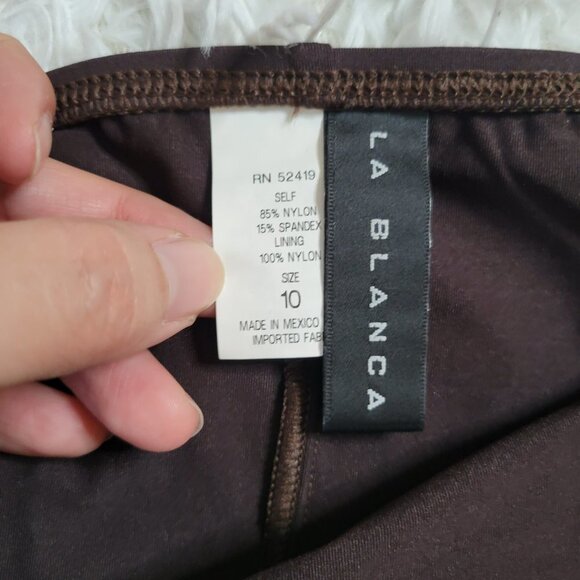 RN 52419
SELF
85% NYLON
15% SPANDEX
LINING
100% NYLON
SIZE
10
MADE IN MEXICO
IMPORTED FAB
LA BLANCA